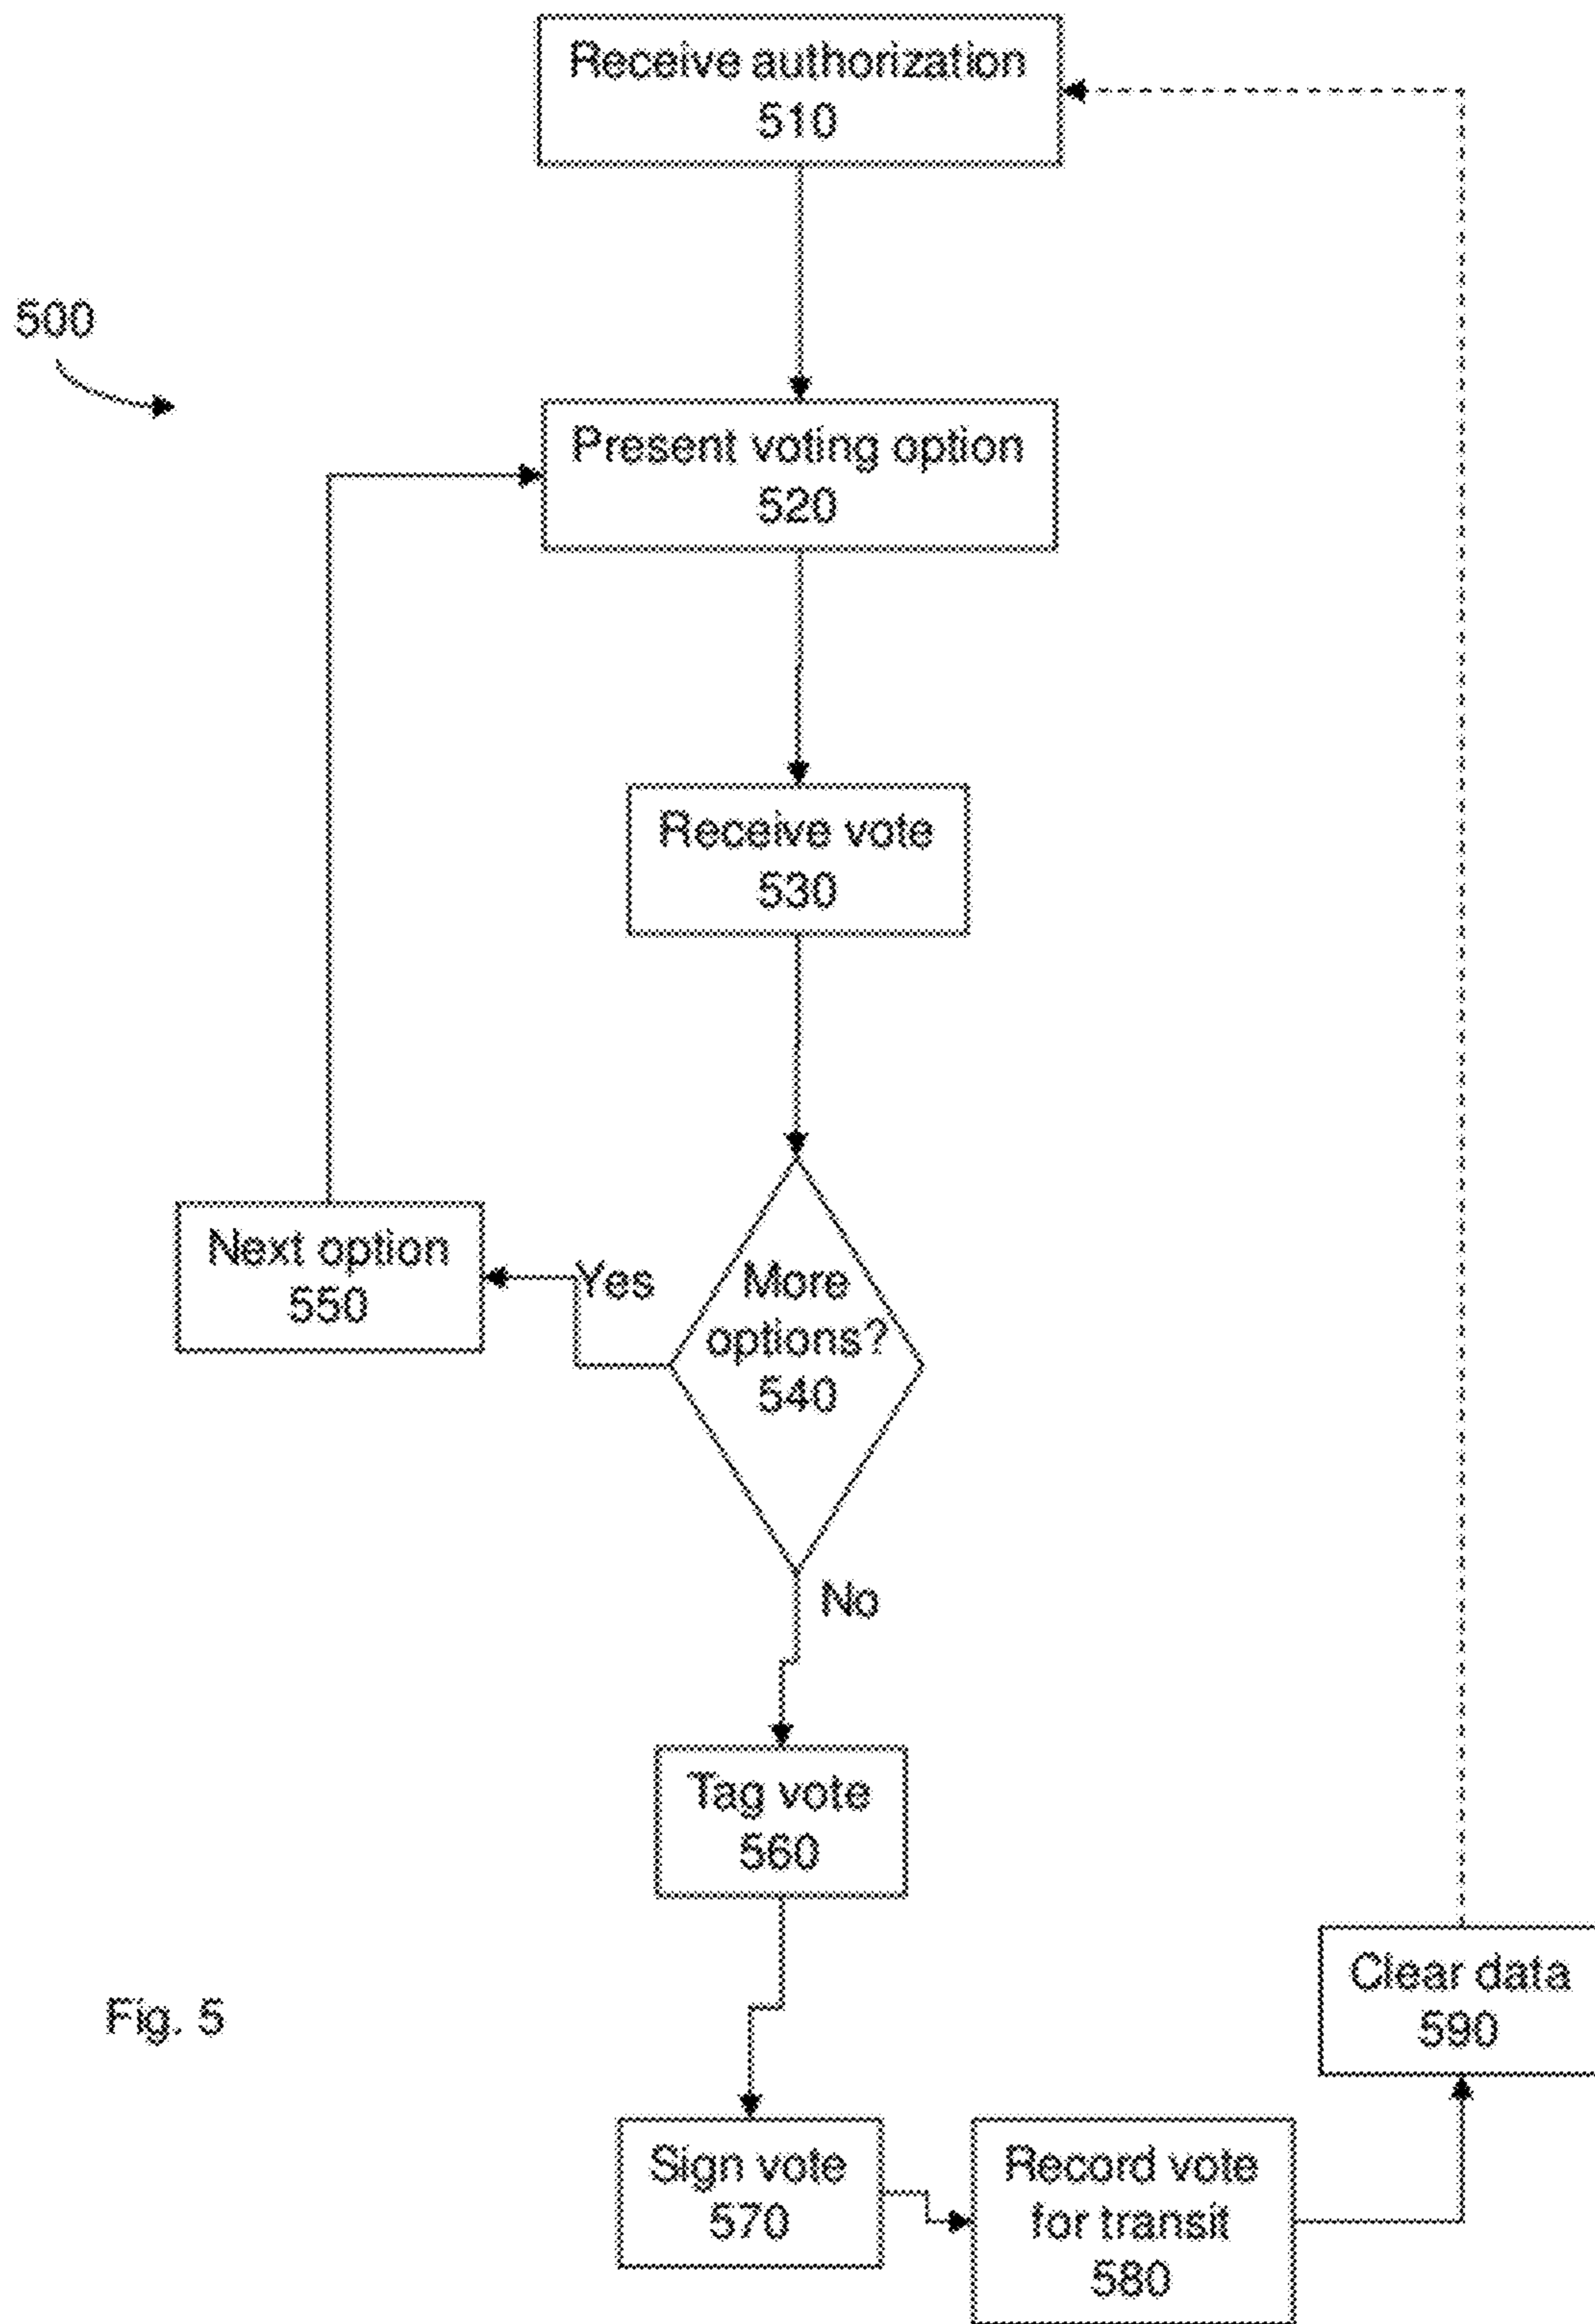 Receive authorization
510
500
Present voting option
520
Receive vote
530
Next option
550
Yes
More
options?
540
No
Tag vote
560
Clear data
590
Fig. 5
Sign vote
570
Record vote
for transit
580